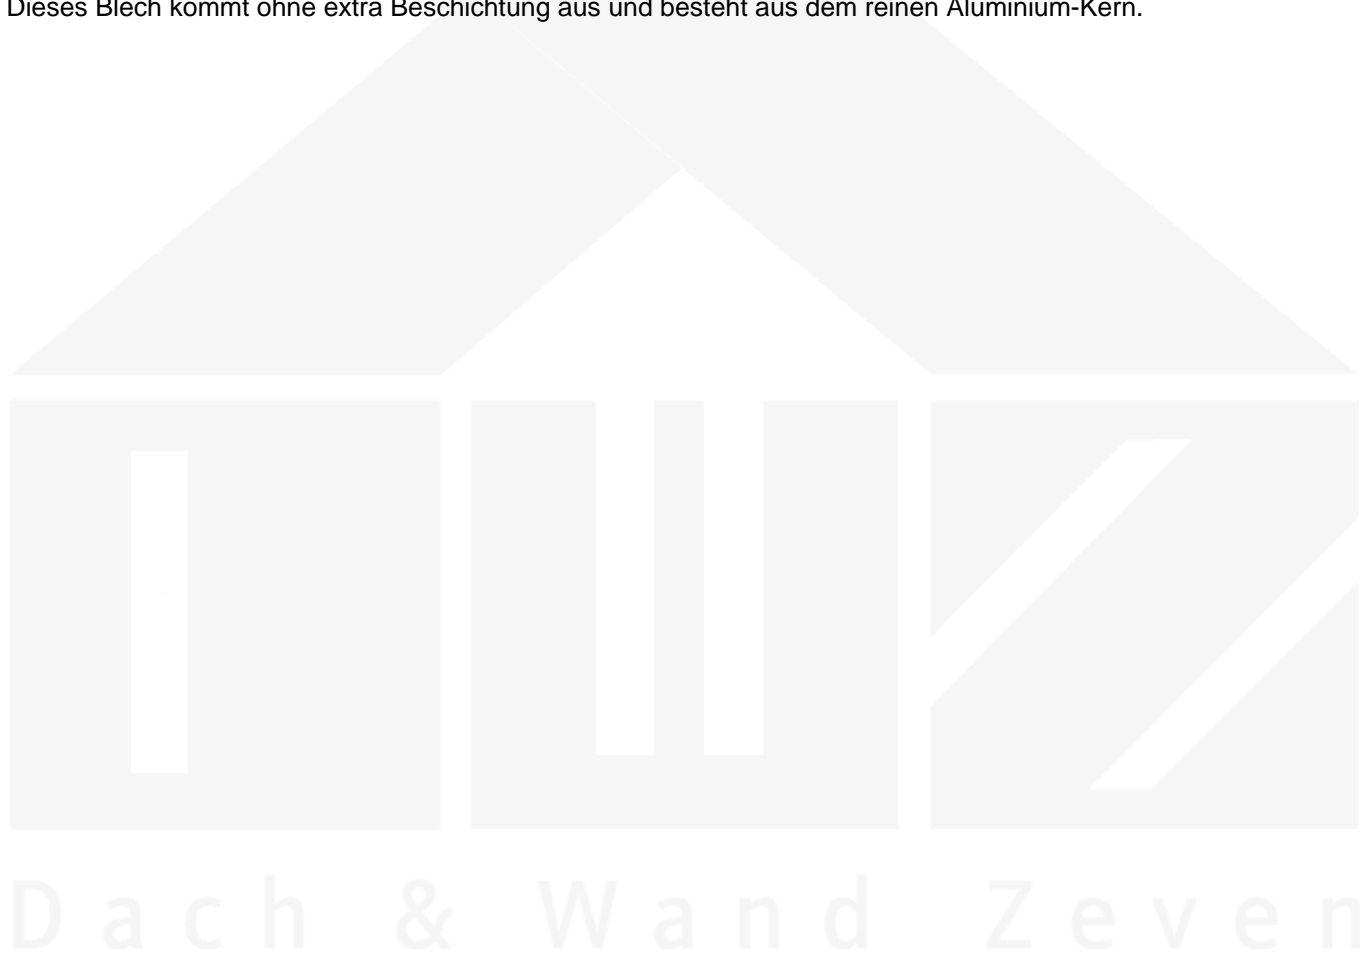 Dieses Blech kommt ohne extra Beschichtung aus und besteht aus dem reinen Aluminium-Kern.
Dach & Wand Zeven